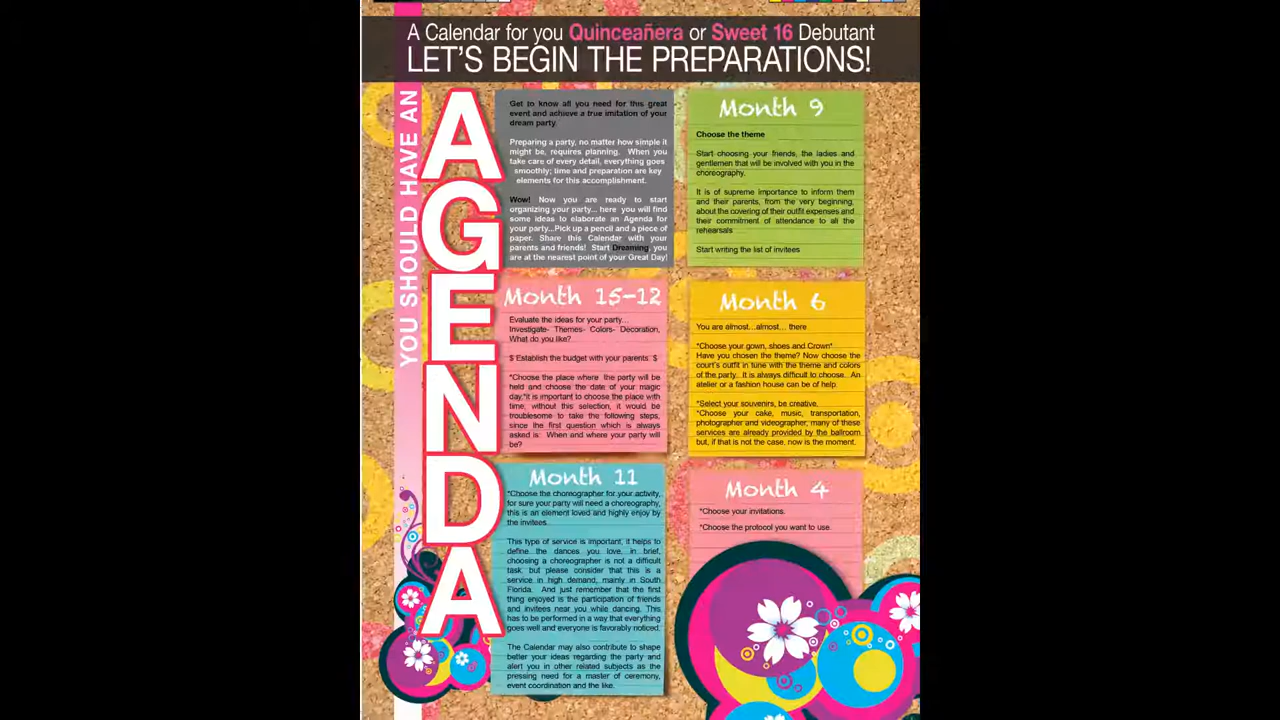 A Calendar for you Quinceañera or Sweet 16 Debutant
LET'S BEGIN THE PREPARATIONS!
YOU SHOULD HAVE AN
AGENDA
Get to know all you need for this great
event and achieve a true imitation of your
dream party.
Preparing a party, no matter how simple it
might be, requires planning. When you
take care of every detail, everything goes
smoothly; time and preparation are key
elements for this accomplishment.
Wow! Now you are ready to start
organizing your party... here you will find
some ideas to elaborate an Agenda for
your party...Pick up a pencil and a piece of
paper. Share this Calendar with your
parents and friends! Start Dreaming you
are at the nearest point of your Great Day!
Month 15-12
Evaluate the ideas for your party...
Investigate- Themes- Colors- Decoration,
What do you like?
$ Establish the budget with your parents. $
*Choose the place where the party will be
held and choose the date of your magic
day.*it is important to choose the place with
time; without this selection, it would be
troublesome to take the following steps,
since the first question which is always
asked is: When and where your party will
be?
Month 11
*Choose the choreographer for your activity,
for sure your party will need a choreography,
this is an element loved and highly enjoy by
the invitees.
This type of service is important, it helps to
define the dances you love, in brief,
choosing a choreographer is not a difficult
task, but please consider that this is a
service in high demand, mainly in South
Florida. And just remember that the first
thing enjoyed is the participation of friends
and invitees near you while dancing. This
has to be performed in a way that everything
goes well and everyone is favorably noticed.
The Calendar may also contribute to shape
better your ideas regarding the party and
alert you in other related subjects as the
pressing need for a master of ceremony,
event coordination and the like.
Month 9
Choose the theme
Start choosing your friends, the ladies and
gentlemen that will be involved with you in the
choreography.
It is of supreme importance to inform them
and their parents, from the very beginning,
about the covering of their outfit expenses and
their commitment of attendance to all the
rehearsals
Start writing the list of invitees
Month 6
You are almost...almost... there
*Choose your gown, shoes and Crown*
Have you chosen the theme? Now choose the
court's outfit in tune with the theme and colors
of the party.. It is always difficult to choose.. An
atelier or a fashion house can be of help.
*Select your souvenirs, be creative,
*Choose your cake, music, transportation,
photographer and videographer, many of these
services are already provided by the ballroom
but, if that is not the case, now is the moment.
Month 4
*Choose your invitations.
*Choose the protocol you want to use.